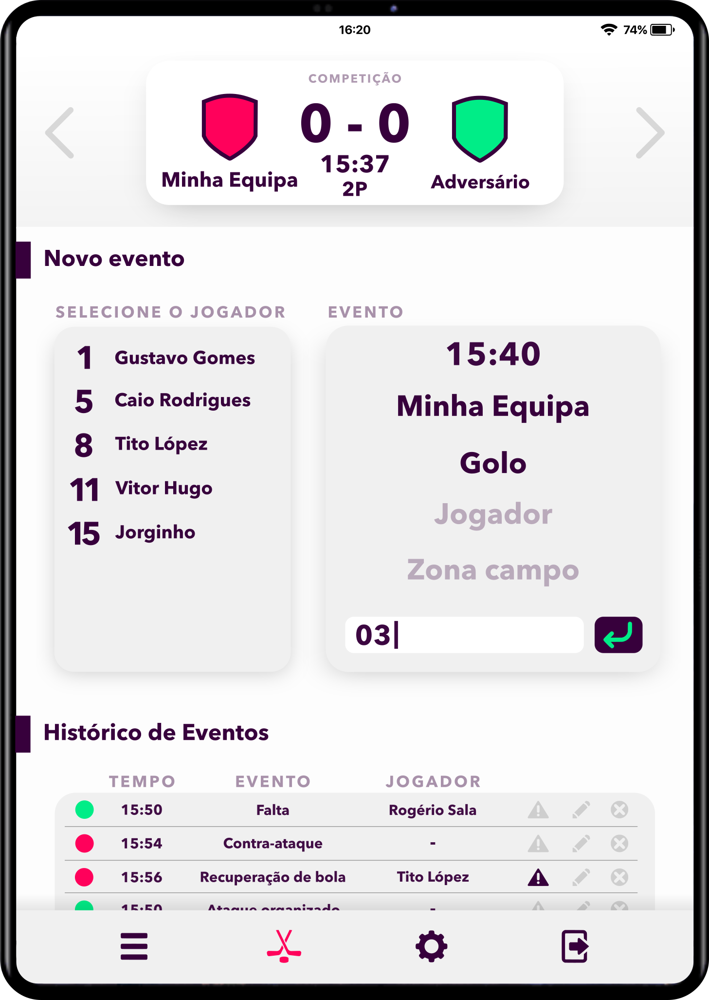 16:20
74%
COMPETIÇÃO
0 - 0
15:37
2P
Minha Equipa
Adversário
Novo evento
SELECIONE O JOGADOR
1 Gustavo Gomes
5 Caio Rodrigues
8 Tito López
11 Vitor Hugo
15 Jorginho
EVENTO
15:40
Minha Equipa
Golo
Jogador
Zona campo
03
Histórico de Eventos
TEMPO EVENTO JOGADOR
15:50 Falta Rogério Sala
15:54 Contra-ataque -
15:56 Recuperação de bola Tito López
15:50 Ataque organizado -